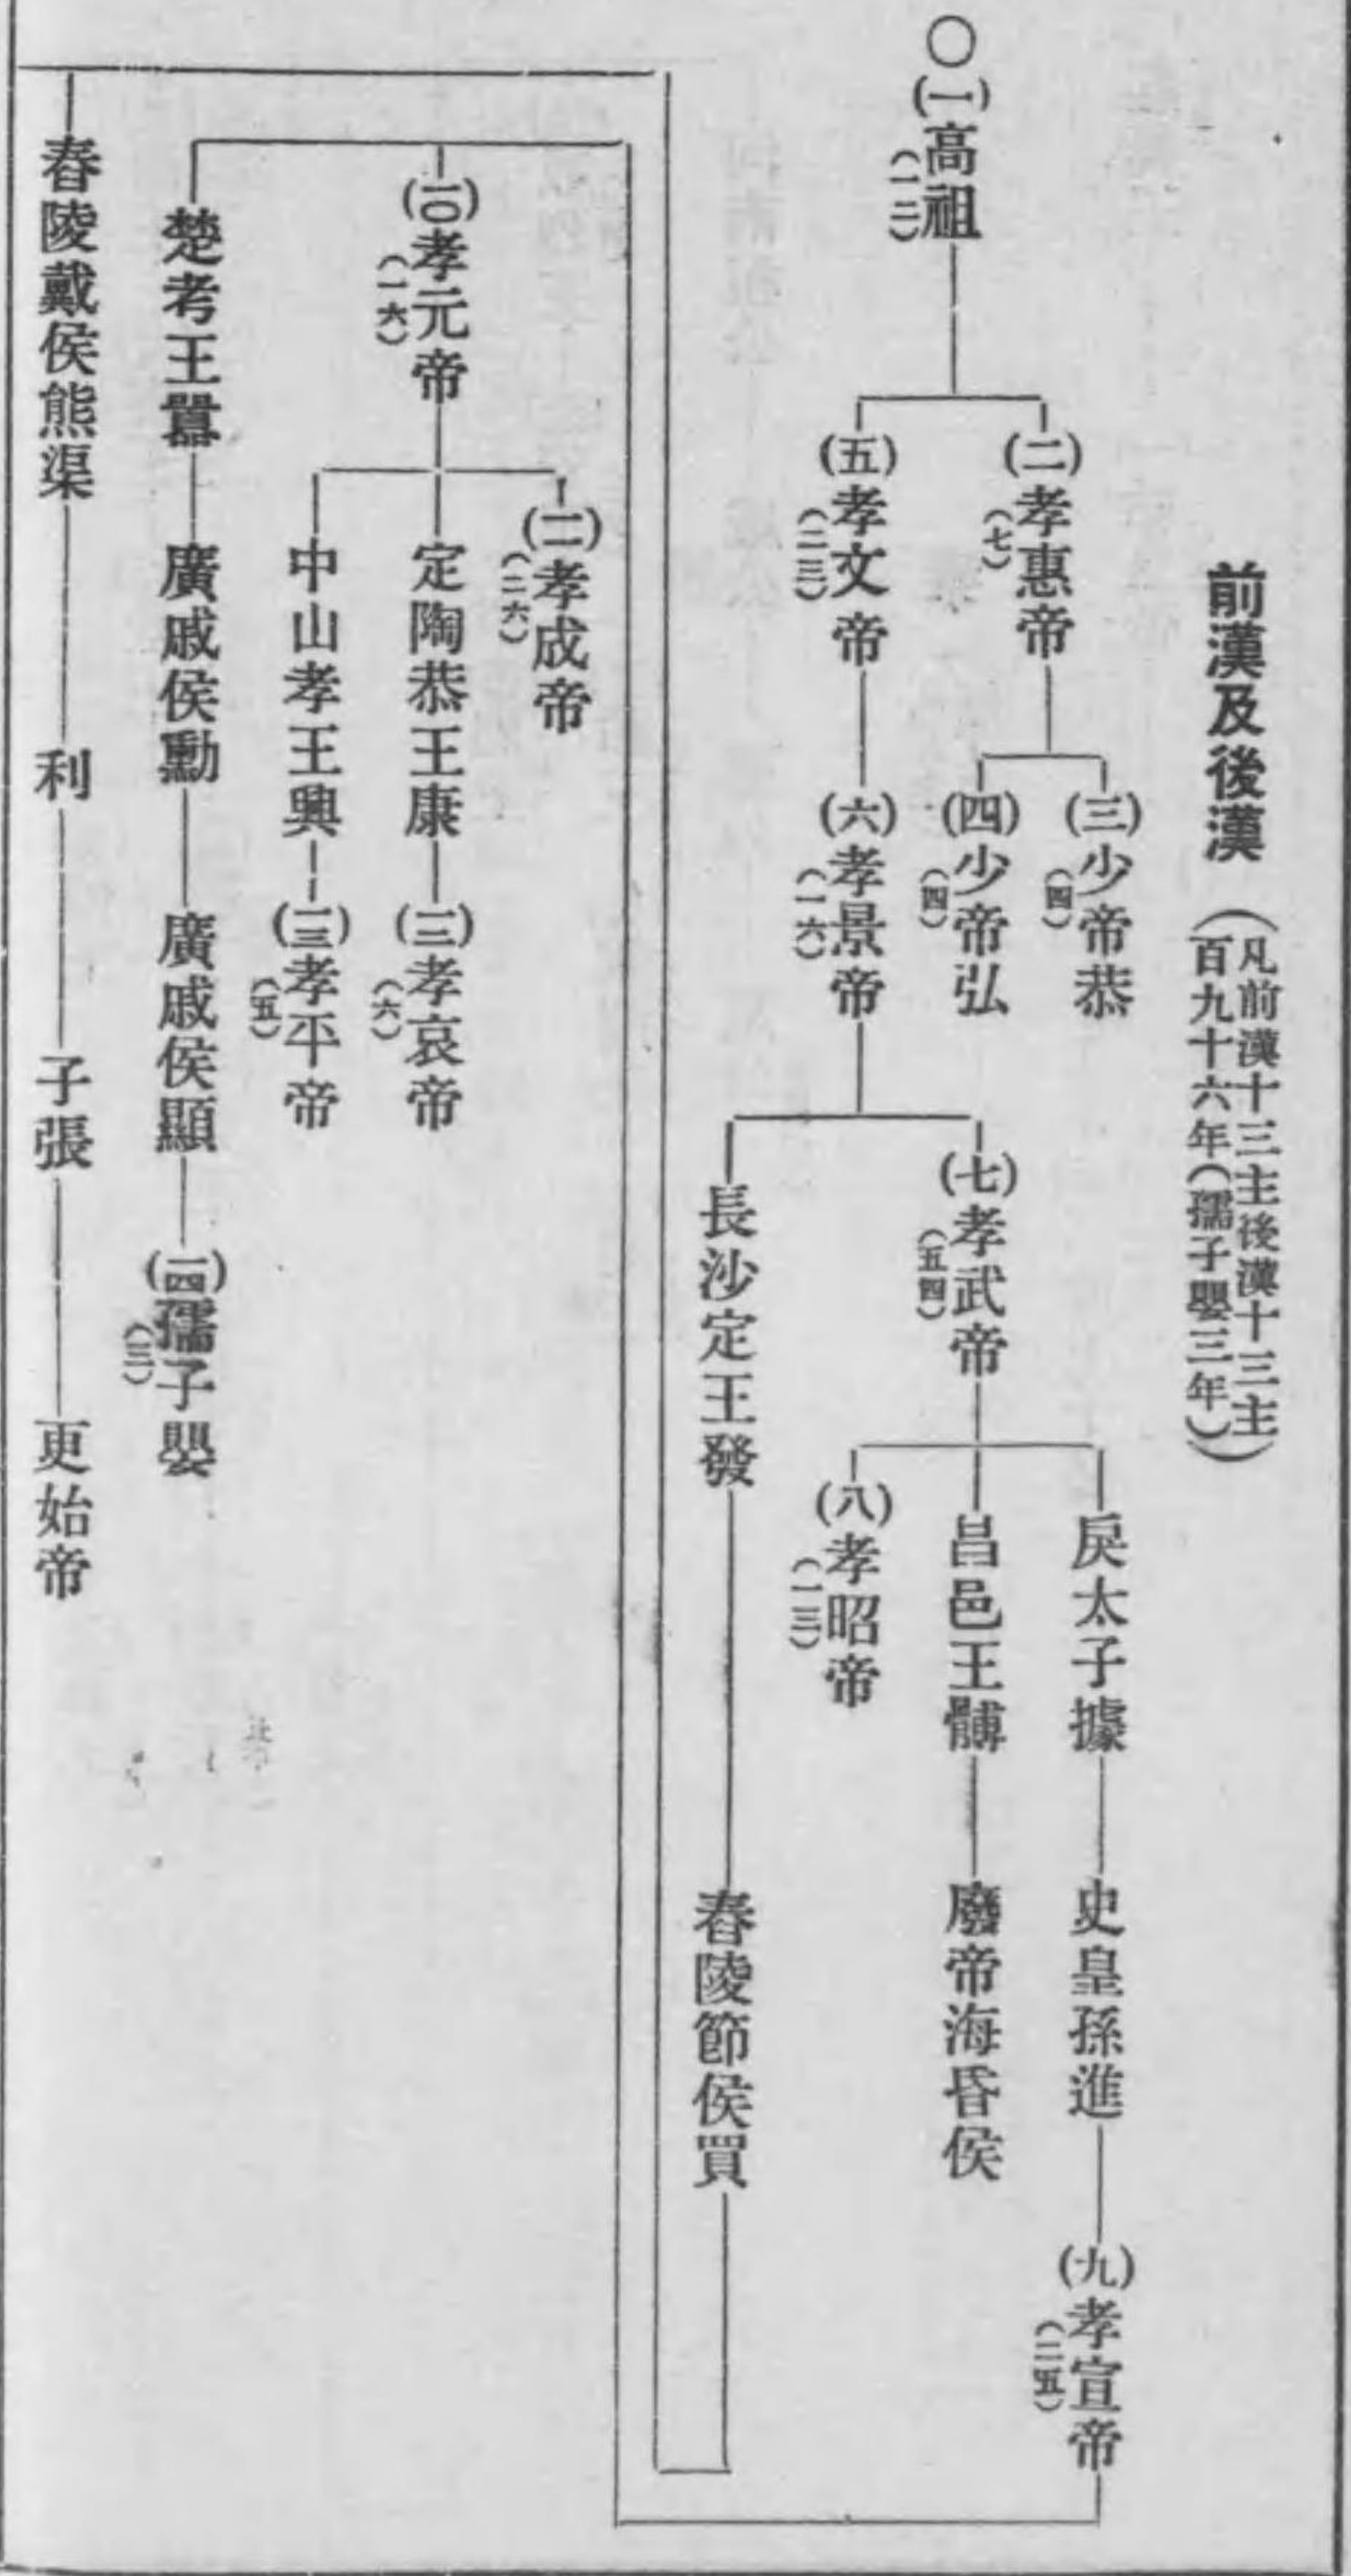 前漢及後漢
(凡前漢十三主後漢十三主
百九十六年(孺子嬰三年))
〇(一)高祖
(一二)
(二)孝惠帝
(七)
(三)少帝恭
(四)
(四)少帝弘
(四)
(五)孝文帝
(二三)
(六)孝景帝
(一六)
(七)孝武帝
(五四)
戾太子據
史皇孫進
(九)孝宣帝
(二五)
昌邑王髆
廢帝海昏侯
(八)孝昭帝
(一三)
長沙定王發
舂陵節侯買
(一〇)孝元帝
(一六)
(一一)孝成帝
(二六)
定陶恭王康
(一二)孝哀帝
(六)
中山孝王興
(一三)孝平帝
(五)
楚考王囂
廣戚侯勳
廣戚侯顯
(一四)孺子嬰
(三)
舂陵戴侯熊渠
利
子張
更始帝